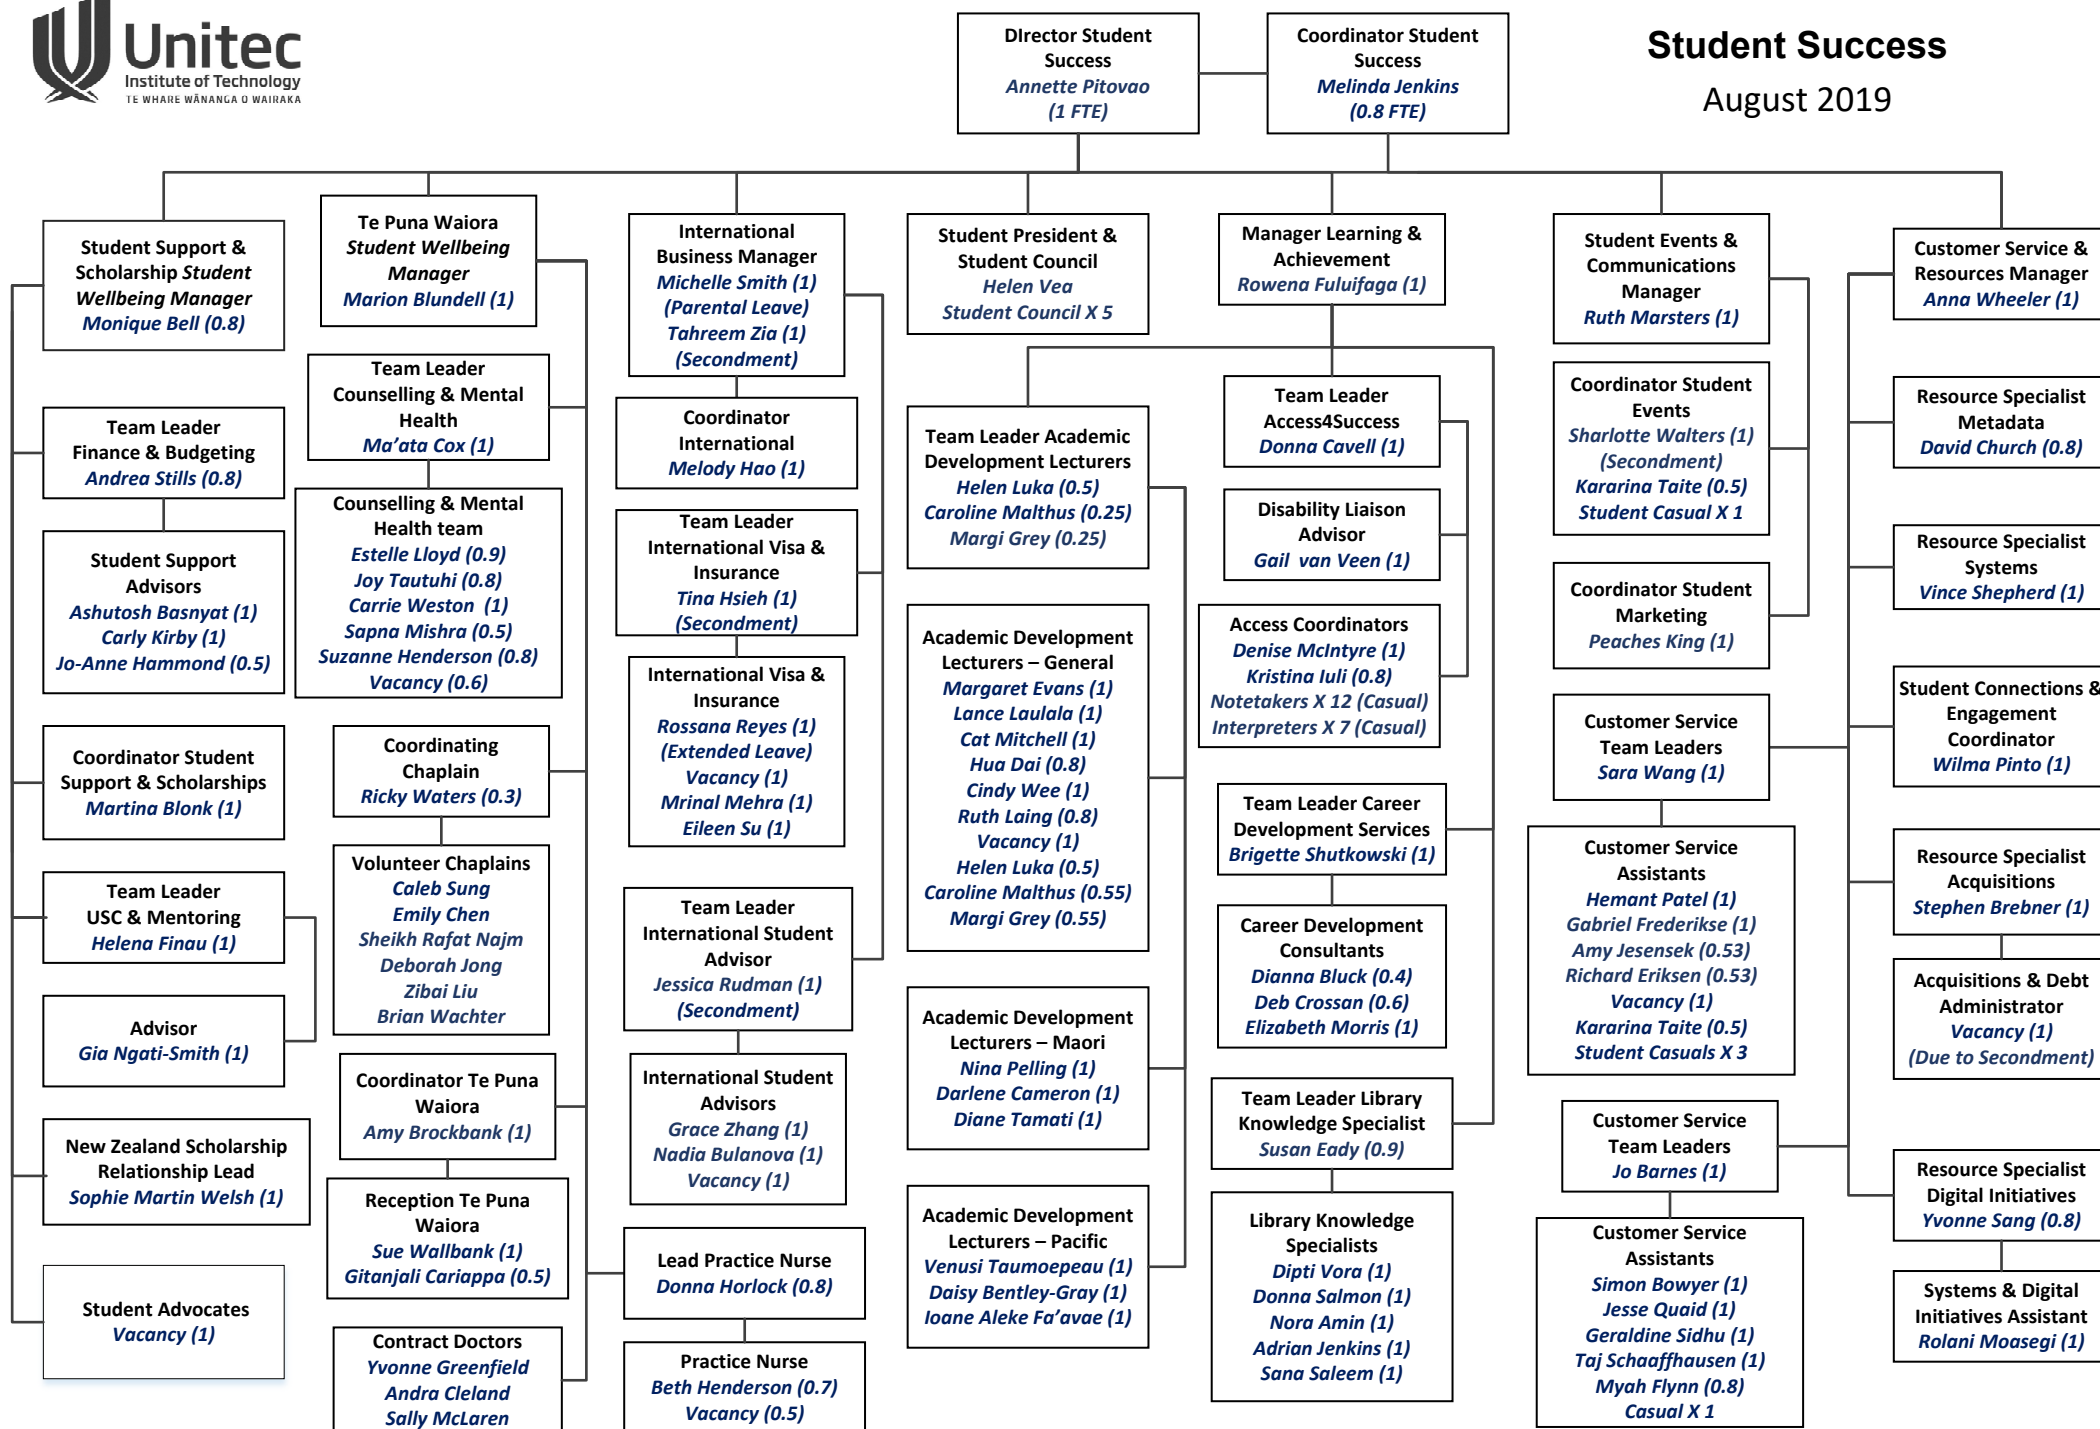 Unitec
Institute of Technology
TE WHARE WĀNANGA O WAIRAKA
DIrector Student
Success
Annette Pitovao
(1 FTE)
Coordinator Student
Success
Melinda Jenkins
(0.8 FTE)
Student Success
August 2019
Student Support &
Scholarship Student
Wellbeing Manager
Monique Bell (0.8)
Team Leader
Finance & Budgeting
Andrea Stills (0.8)
Student Support
Advisors
Ashutosh Basnyat (1)
Carly Kirby (1)
Jo-Anne Hammond (0.5)
Coordinator Student
Support & Scholarships
Martina Blonk (1)
Team Leader
USC & Mentoring
Helena Finau (1)
Advisor
Gia Ngati-Smith (1)
New Zealand Scholarship
Relationship Lead
Sophie Martin Welsh (1)
Student Advocates
Vacancy (1)
Te Puna Waiora
Student Wellbeing
Manager
Marion Blundell (1)
Team Leader
Counselling & Mental
Health
Ma’ata Cox (1)
Counselling & Mental
Health team
Estelle Lloyd (0.9)
Joy Tautuhi (0.8)
Carrie Weston (1)
Sapna Mishra (0.5)
Suzanne Henderson (0.8)
Vacancy (0.6)
Coordinating
Chaplain
Ricky Waters (0.3)
Volunteer Chaplains
Caleb Sung
Emily Chen
Sheikh Rafat Najm
Deborah Jong
Zibai Liu
Brian Wachter
Coordinator Te Puna
Waiora
Amy Brockbank (1)
Reception Te Puna
Waiora
Sue Wallbank (1)
Gitanjali Cariappa (0.5)
Contract Doctors
Yvonne Greenfield
Andra Cleland
Sally McLaren
International
Business Manager
Michelle Smith (1)
(Parental Leave)
Tahreem Zia (1)
(Secondment)
Coordinator
International
Melody Hao (1)
Team Leader
International Visa &
Insurance
Tina Hsieh (1)
(Secondment)
International Visa &
Insurance
Rossana Reyes (1)
(Extended Leave)
Vacancy (1)
Mrinal Mehra (1)
Eileen Su (1)
Team Leader
International Student
Advisor
Jessica Rudman (1)
(Secondment)
International Student
Advisors
Grace Zhang (1)
Nadia Bulanova (1)
Vacancy (1)
Lead Practice Nurse
Donna Horlock (0.8)
Practice Nurse
Beth Henderson (0.7)
Vacancy (0.5)
Student President &
Student Council
Helen Vea
Student Council X 5
Manager Learning &
Achievement
Rowena Fuluifaga (1)
Team Leader Academic
Development Lecturers
Helen Luka (0.5)
Caroline Malthus (0.25)
Margi Grey (0.25)
Academic Development
Lecturers – General
Margaret Evans (1)
Lance Laulala (1)
Cat Mitchell (1)
Hua Dai (0.8)
Cindy Wee (1)
Ruth Laing (0.8)
Vacancy (1)
Helen Luka (0.5)
Caroline Malthus (0.55)
Margi Grey (0.55)
Academic Development
Lecturers – Maori
Nina Pelling (1)
Darlene Cameron (1)
Diane Tamati (1)
Academic Development
Lecturers – Pacific
Venusi Taumoepeau (1)
Daisy Bentley-Gray (1)
Ioane Aleke Fa’avae (1)
Team Leader
Access4Success
Donna Cavell (1)
Disability Liaison
Advisor
Gail van Veen (1)
Access Coordinators
Denise McIntyre (1)
Kristina Iuli (0.8)
Notetakers X 12 (Casual)
Interpreters X 7 (Casual)
Team Leader Career
Development Services
Brigette Shutkowski (1)
Career Development
Consultants
Dianna Bluck (0.4)
Deb Crossan (0.6)
Elizabeth Morris (1)
Team Leader Library
Knowledge Specialist
Susan Eady (0.9)
Library Knowledge
Specialists
Dipti Vora (1)
Donna Salmon (1)
Nora Amin (1)
Adrian Jenkins (1)
Sana Saleem (1)
Student Events &
Communications
Manager
Ruth Marsters (1)
Coordinator Student
Events
Sharlotte Walters (1)
(Secondment)
Kararina Taite (0.5)
Student Casual X 1
Coordinator Student
Marketing
Peaches King (1)
Customer Service
Team Leaders
Sara Wang (1)
Customer Service
Assistants
Hemant Patel (1)
Gabriel Frederikse (1)
Amy Jesensek (0.53)
Richard Eriksen (0.53)
Vacancy (1)
Kararina Taite (0.5)
Student Casuals X 3
Customer Service
Team Leaders
Jo Barnes (1)
Customer Service
Assistants
Simon Bowyer (1)
Jesse Quaid (1)
Geraldine Sidhu (1)
Taj Schaaffhausen (1)
Myah Flynn (0.8)
Casual X 1
Customer Service &
Resources Manager
Anna Wheeler (1)
Resource Specialist
Metadata
David Church (0.8)
Resource Specialist
Systems
Vince Shepherd (1)
Student Connections &
Engagement
Coordinator
Wilma Pinto (1)
Resource Specialist
Acquisitions
Stephen Brebner (1)
Acquisitions & Debt
Administrator
Vacancy (1)
(Due to Secondment)
Resource Specialist
Digital Initiatives
Yvonne Sang (0.8)
Systems & Digital
Initiatives Assistant
Rolani Moasegi (1)